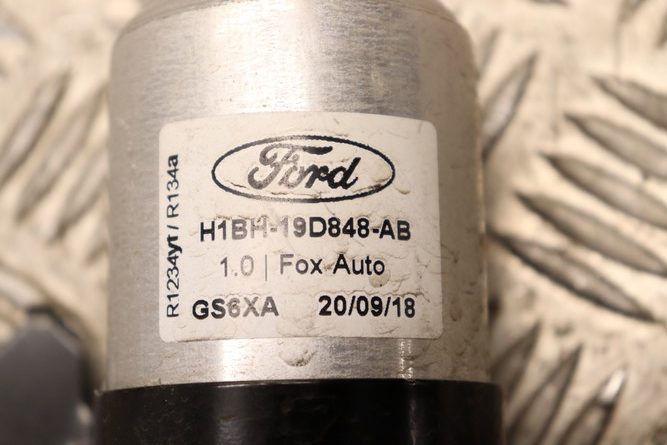 Ford
H1BH-19D848-AB
1.0 | Fox Auto
GS6XA 20/09/18
R1234yf / R134a